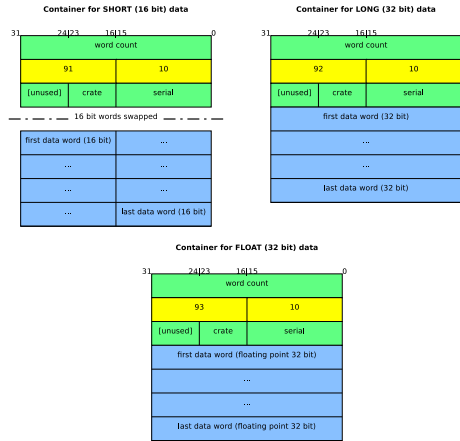 Container for SHORT (16 bit) data
31 24|23 16|15 0
word count
91 10
[unused] crate serial
16 bit words swapped
first data word (16 bit) ...
... ...
... ...
... last data word (16 bit)
Container for LONG (32 bit) data
31 24|23 16|15 0
word count
92 10
[unused] crate serial
first data word (32 bit)
...
...
last data word (32 bit)
Container for FLOAT (32 bit) data
31 24|23 16|15 0
word count
93 10
[unused] crate serial
first data word (floating point 32 bit)
...
...
last data word (floating point 32 bit)